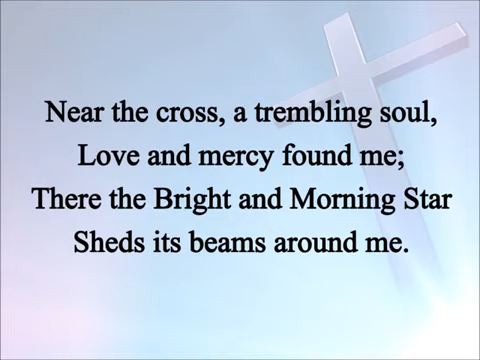 Near the cross, a trembling soul,
Love and mercy found me;
There the Bright and Morning Star
Sheds its beams around me.